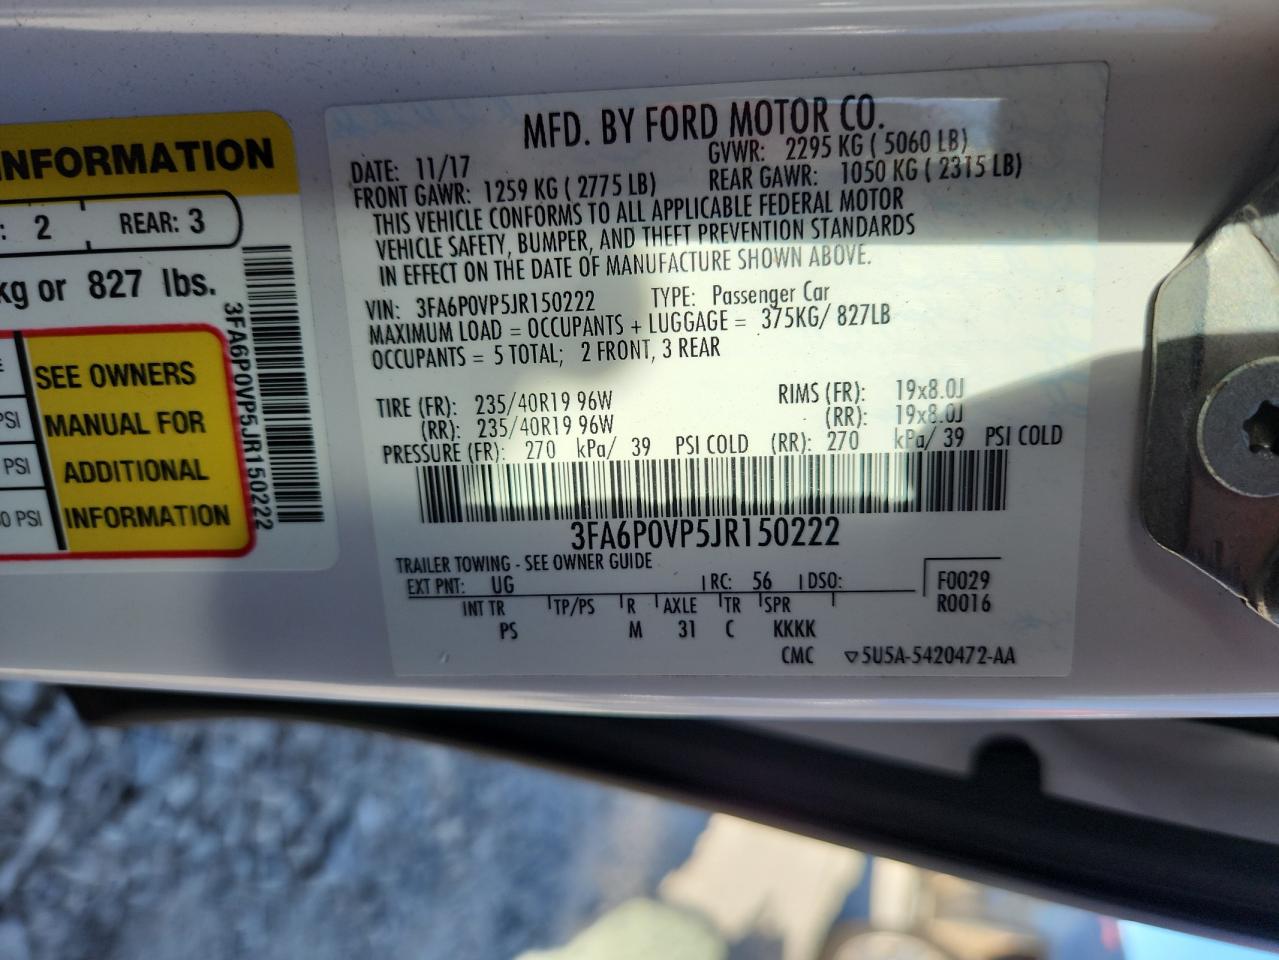 INFORMATION
: 2 REAR: 3
kg or 827 lbs.
SEE OWNERS
MANUAL FOR
ADDITIONAL
INFORMATION
PSI
PSI
0 PSI
3FA6P0VP5JR150222
MFD. BY FORD MOTOR CO.
DATE: 11/17 GVWR: 2295 KG ( 5060 LB)
FRONT GAWR: 1259 KG ( 2775 LB) REAR GAWR: 1050 KG ( 2315 LB)
THIS VEHICLE CONFORMS TO ALL APPLICABLE FEDERAL MOTOR
VEHICLE SAFETY, BUMPER, AND THEFT PREVENTION STANDARDS
IN EFFECT ON THE DATE OF MANUFACTURE SHOWN ABOVE.
VIN: 3FA6P0VP5JR150222 TYPE: Passenger Car
MAXIMUM LOAD = OCCUPANTS + LUGGAGE = 375KG/ 827LB
OCCUPANTS = 5 TOTAL; 2 FRONT, 3 REAR
TIRE (FR): 235/40R19 96W RIMS (FR): 19x8.0J
(RR): 235/40R19 96W (RR): 19x8.0J
PRESSURE (FR): 270 kPa/ 39 PSI COLD (RR): 270 kPa/ 39 PSI COLD
3FA6P0VP5JR150222
TRAILER TOWING - SEE OWNER GUIDE
EXT PNT: UG RC: 56 DSO: F0029
INT TR TP/PS R AXLE TR SPR R0016
PS M 31 C KKKK
CMC ▽5U5A-5420472-AA